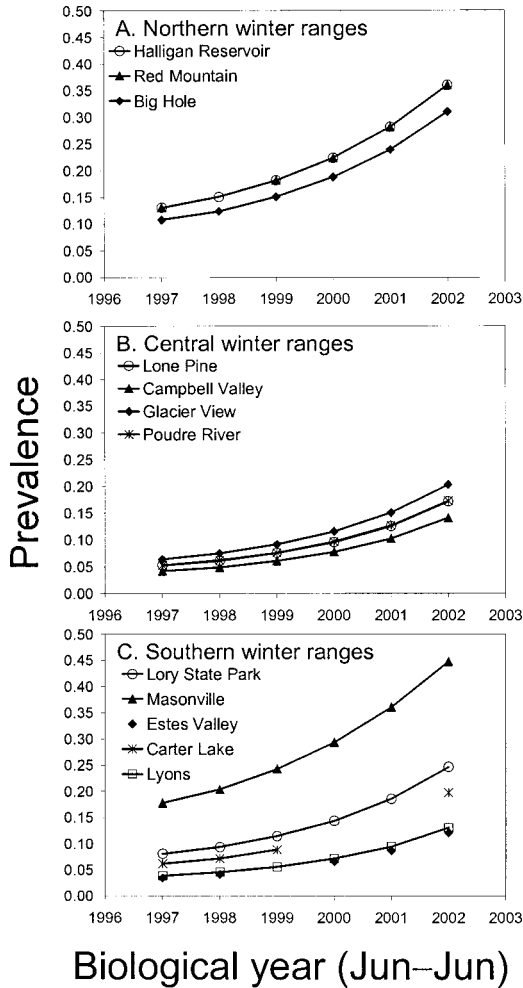 Prevalence
A. Northern winter ranges
Halligan Reservoir
Red Mountain
Big Hole
0.50
0.45
0.40
0.35
0.30
0.25
0.20
0.15
0.10
0.05
0.00
1996 1997 1998 1999 2000 2001 2002 2003
B. Central winter ranges
Lone Pine
Campbell Valley
Glacier View
Poudre River
0.50
0.45
0.40
0.35
0.30
0.25
0.20
0.15
0.10
0.05
0.00
1996 1997 1998 1999 2000 2001 2002 2003
C. Southern winter ranges
Lory State Park
Masonville
Estes Valley
Carter Lake
Lyons
0.50
0.45
0.40
0.35
0.30
0.25
0.20
0.15
0.10
0.05
0.00
1996 1997 1998 1999 2000 2001 2002 2003
Biological year (Jun–Jun)